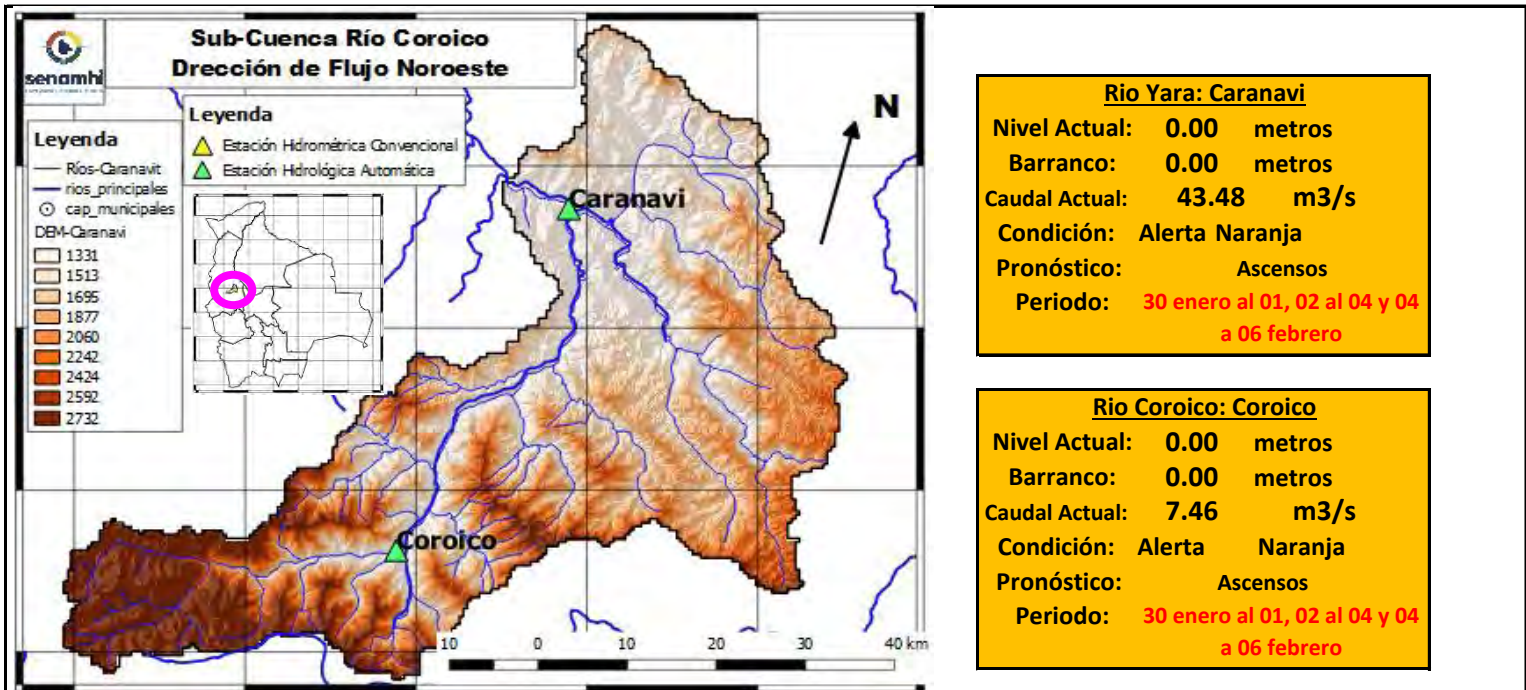 senamhi
Sub-Cuenca Río Coroico
Drección de Flujo Noroeste
Leyenda
Ríos-Caranavit
rios_principales
cap_municipales
DEM-Caranavi
1331
1513
1695
1877
2060
2242
2424
2592
2732
Leyenda
Estación Hidrométrica Convencional
Estación Hidrológica Automática
N
Caranavi
Coroico
10 0 10 20 30 40 km
Rio Yara: Caranavi
Nivel Actual: 0.00 metros
Barranco: 0.00 metros
Caudal Actual: 43.48 m3/s
Condición: Alerta Naranja
Pronóstico: Ascensos
Periodo: 30 enero al 01, 02 al 04 y 04
a 06 febrero
Rio Coroico: Coroico
Nivel Actual: 0.00 metros
Barranco: 0.00 metros
Caudal Actual: 7.46 m3/s
Condición: Alerta Naranja
Pronóstico: Ascensos
Periodo: 30 enero al 01, 02 al 04 y 04
a 06 febrero